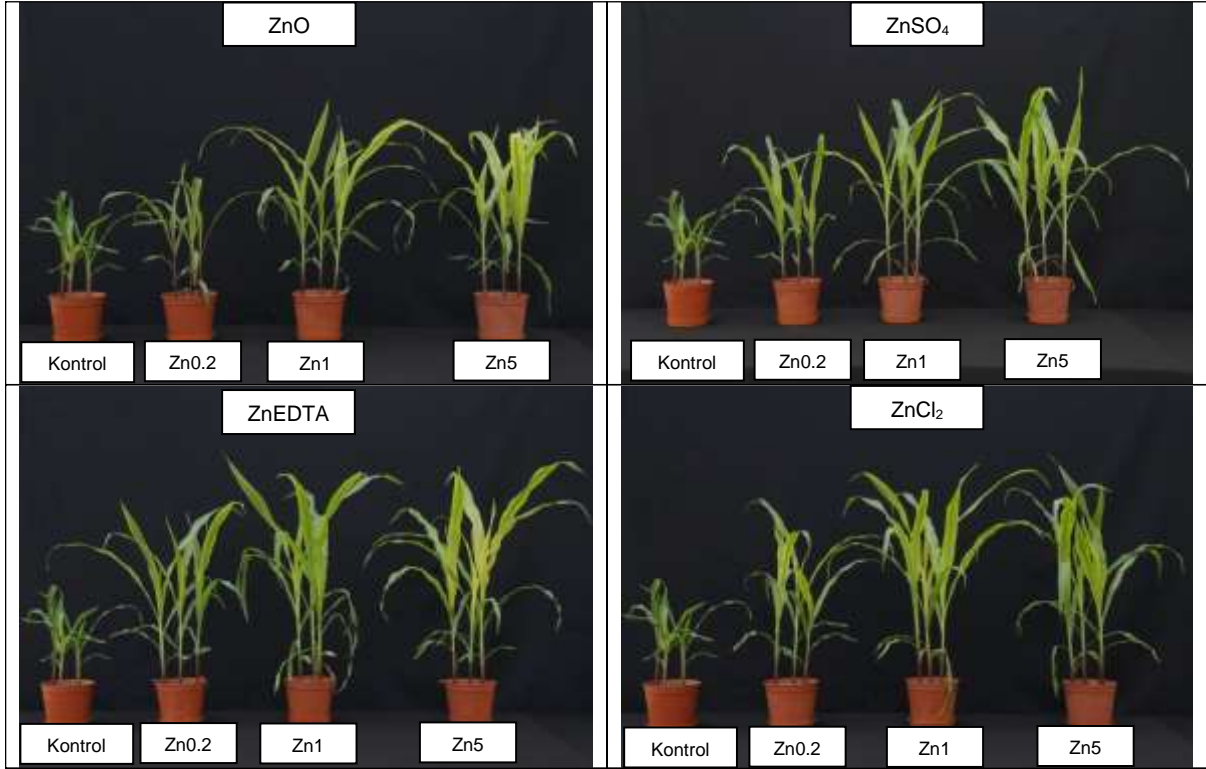 ZnO
Kontrol Zn0.2 Zn1 Zn5
ZnSO₄
Kontrol Zn0.2 Zn1 Zn5
ZnEDTA
Kontrol Zn0.2 Zn1 Zn5
ZnCl₂
Kontrol Zn0.2 Zn1 Zn5